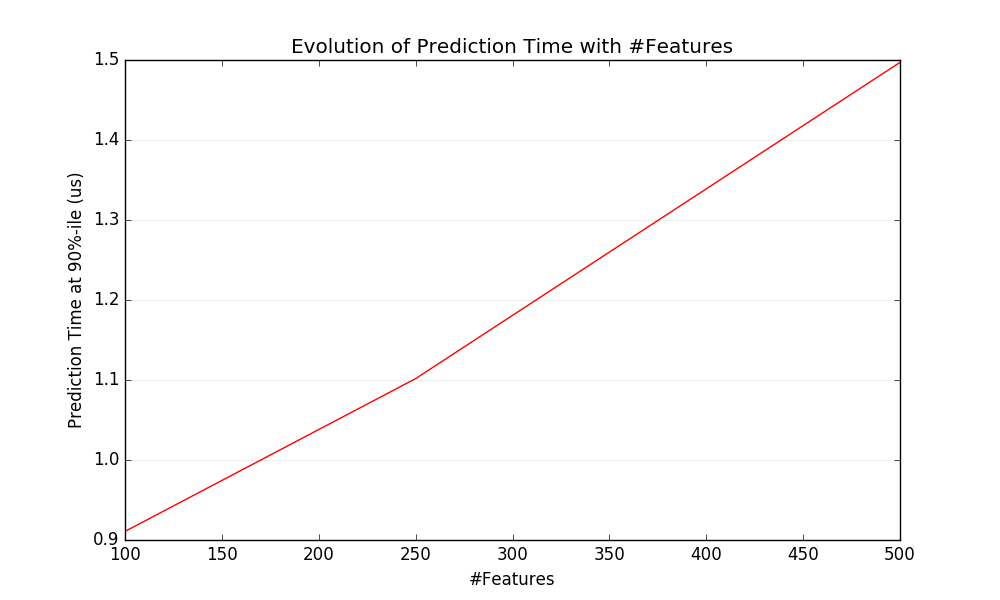 Evolution of Prediction Time with #Features
1.5
1.4
1.3
1.2
1.1
1.0
0.9
Prediction Time at 90%-ile (us)
100 150 200 250 300 350 400 450 500
#Features